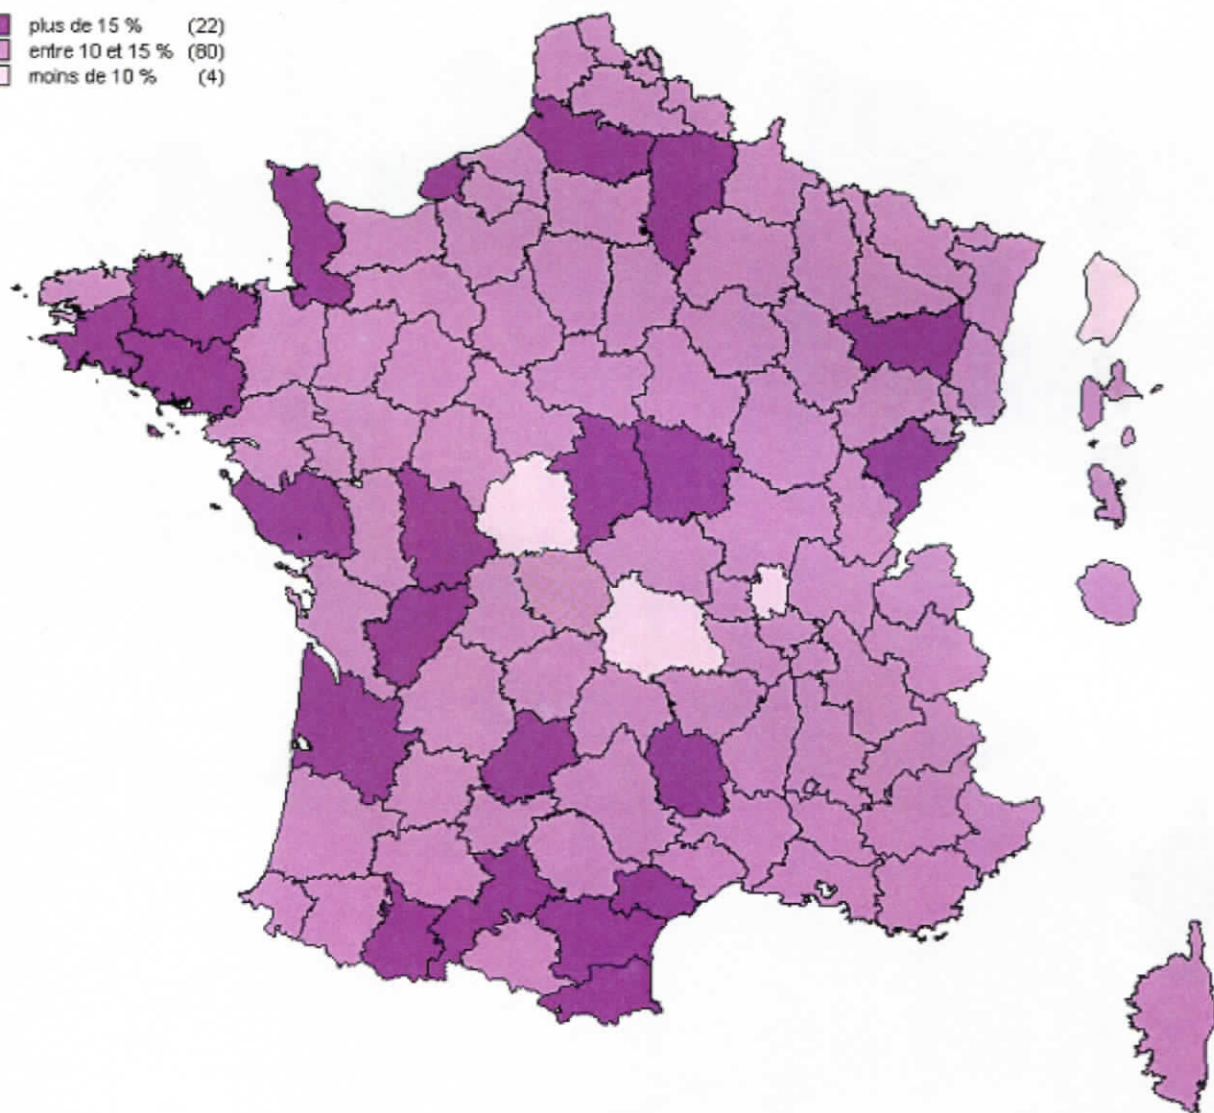 plus de 15 % (22)
entre 10 et 15 % (80)
moins de 10 % (4)